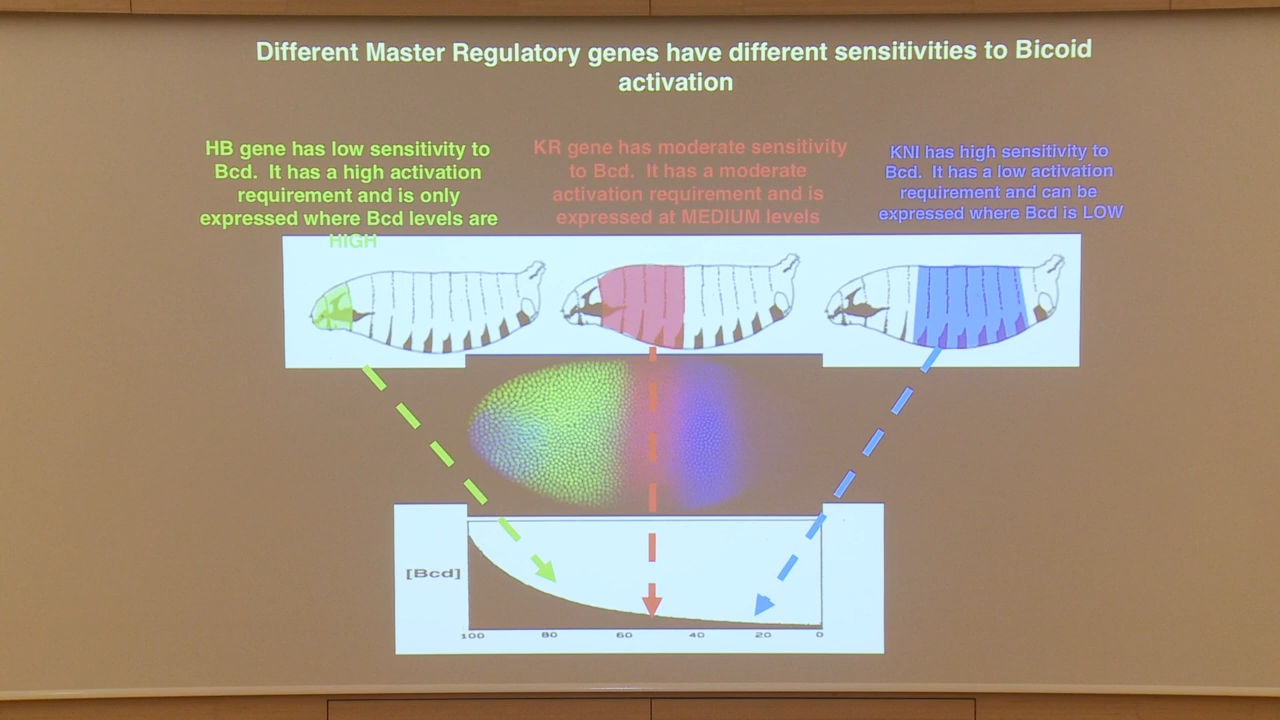 Different Master Regulatory genes have different sensitivities to Bicoid
activation
HB gene has low sensitivity to
Bcd. It has a high activation
requirement and is only
expressed where Bcd levels are
HIGH
KR gene has moderate sensitivity
to Bcd. It has a moderate
activation requirement and is
expressed at MEDIUM levels
KNI has high sensitivity to
Bcd. It has a low activation
requirement and can be
expressed where Bcd is LOW
[Bcd]
100 80 60 40 20 0